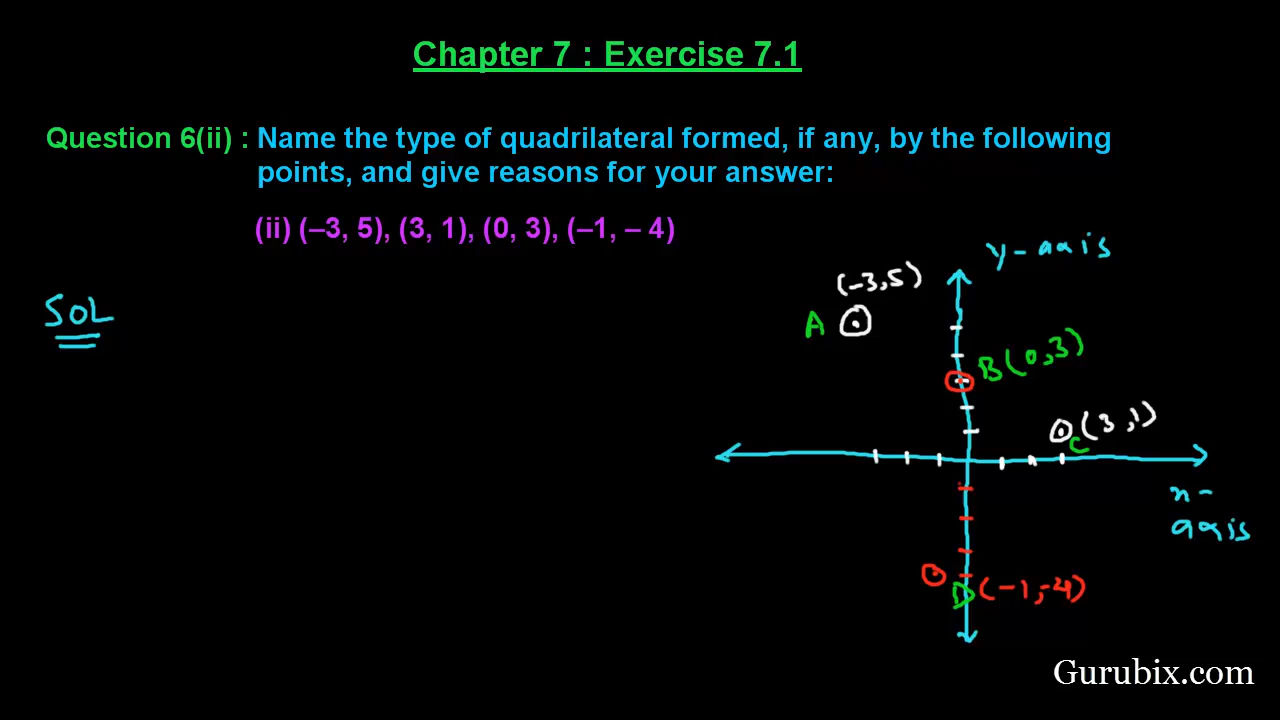 Chapter 7 : Exercise 7.1
Question 6(ii) : Name the type of quadrilateral formed, if any, by the following
points, and give reasons for your answer:
(ii) (–3, 5), (3, 1), (0, 3), (–1, – 4)
y-axis
(-3,5)
SOL
A
B(0,3)
(3,1)
C
x-
axis
D(-1,-4)
Gurubix.com